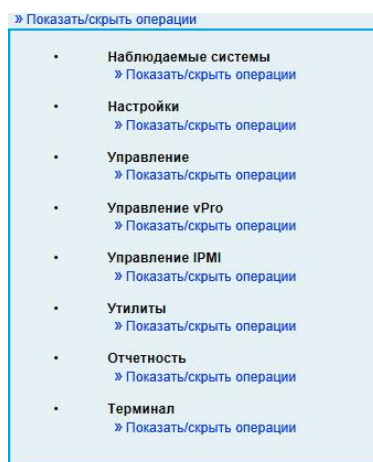 » Показать/скрыть операции
• Наблюдаемые системы
» Показать/скрыть операции
• Настройки
» Показать/скрыть операции
• Управление
» Показать/скрыть операции
• Управление vPro
» Показать/скрыть операции
• Управление IPMI
» Показать/скрыть операции
• Утилиты
» Показать/скрыть операции
• Отчетность
» Показать/скрыть операции
• Терминал
» Показать/скрыть операции